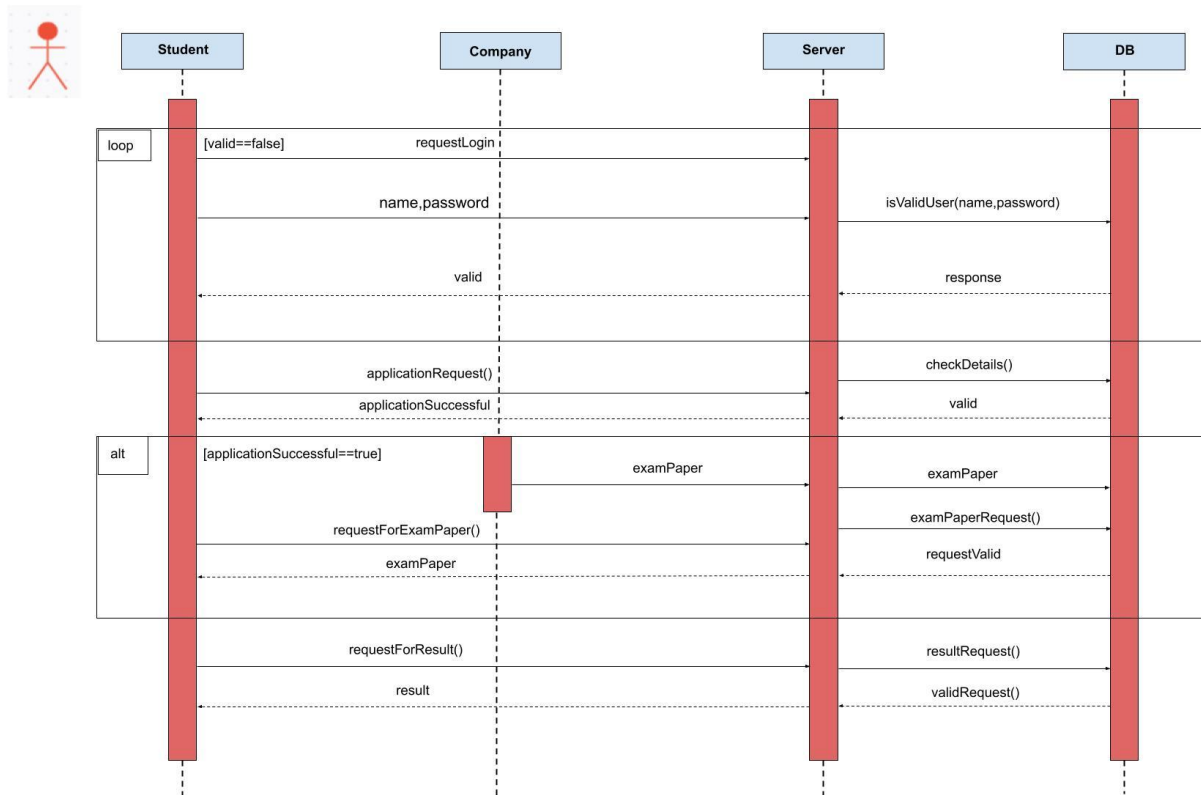 Student
Company
Server
DB
loop
[valid==false]
requestLogin
name,password
isValidUser(name,password)
valid
response
applicationRequest()
checkDetails()
applicationSuccessful
valid
alt
[applicationSuccessful==true]
examPaper
examPaper
requestForExamPaper()
examPaperRequest()
examPaper
requestValid
requestForResult()
resultRequest()
result
validRequest()